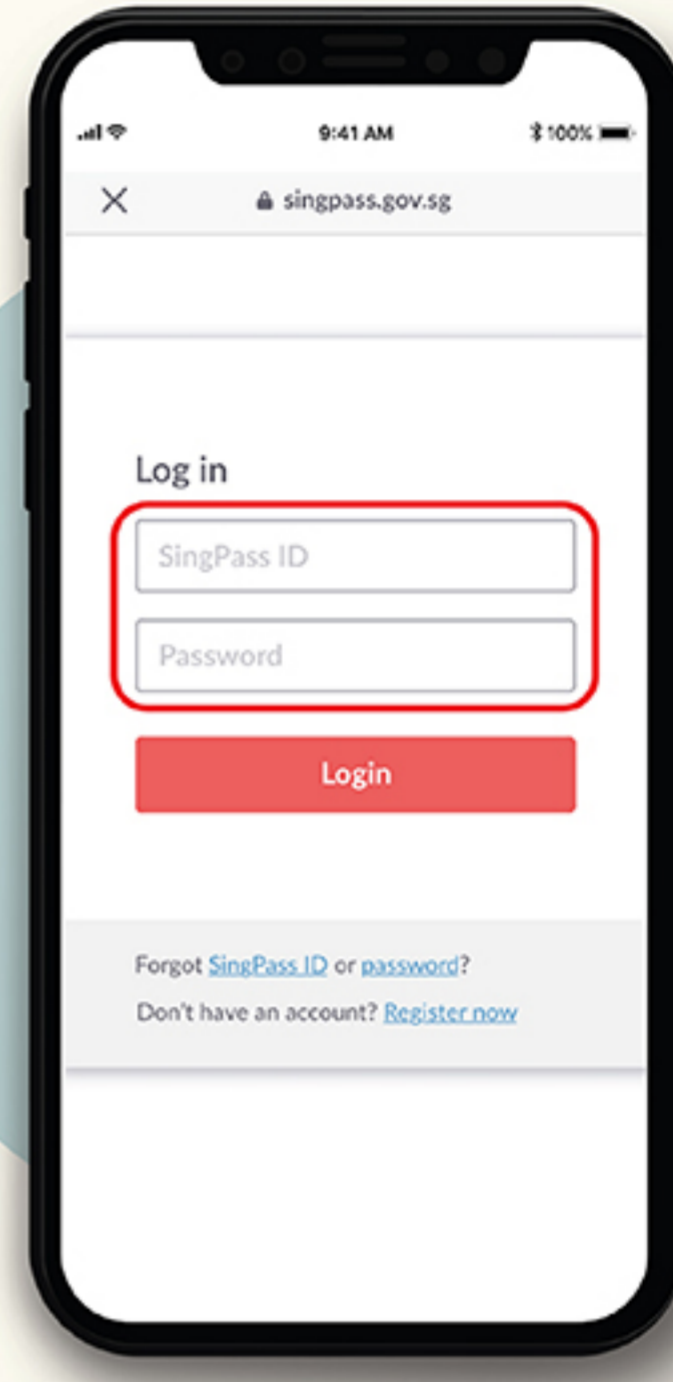 9:41 AM 100%
singpass.gov.sg
Log in
SingPass ID
Password
Login
Forgot SingPass ID or password?
Don't have an account? Register now